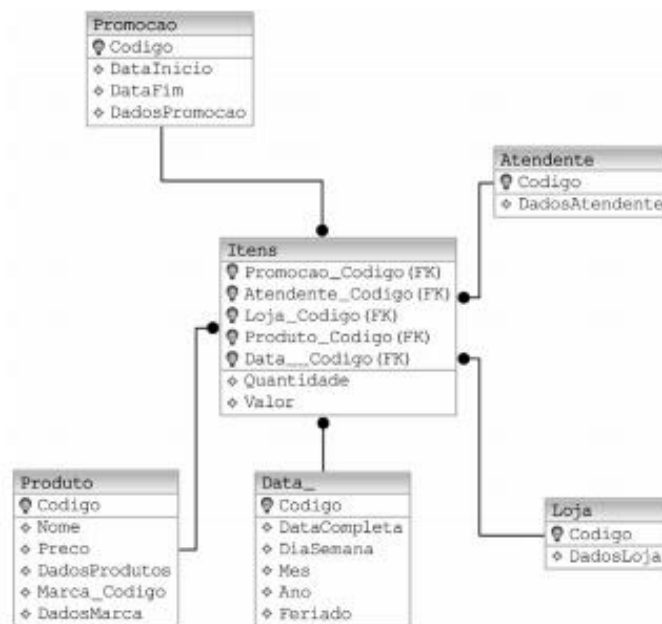 Promocao
Codigo
DataInicio
DataFim
DadosPromocao
Atendente
Codigo
DadosAtendente
Itens
Promocao_Codigo (FK)
Atendente_Codigo (FK)
Loja_Codigo (FK)
Produto_Codigo (FK)
Data__Codigo (FK)
Quantidade
Valor
Produto
Codigo
Nome
Preco
DadosProdutos
Marca_Codigo
DadosMarca
Data_
Codigo
DataCompleta
DiaSemana
Mes
Ano
Feriado
Loja
Codigo
DadosLoja